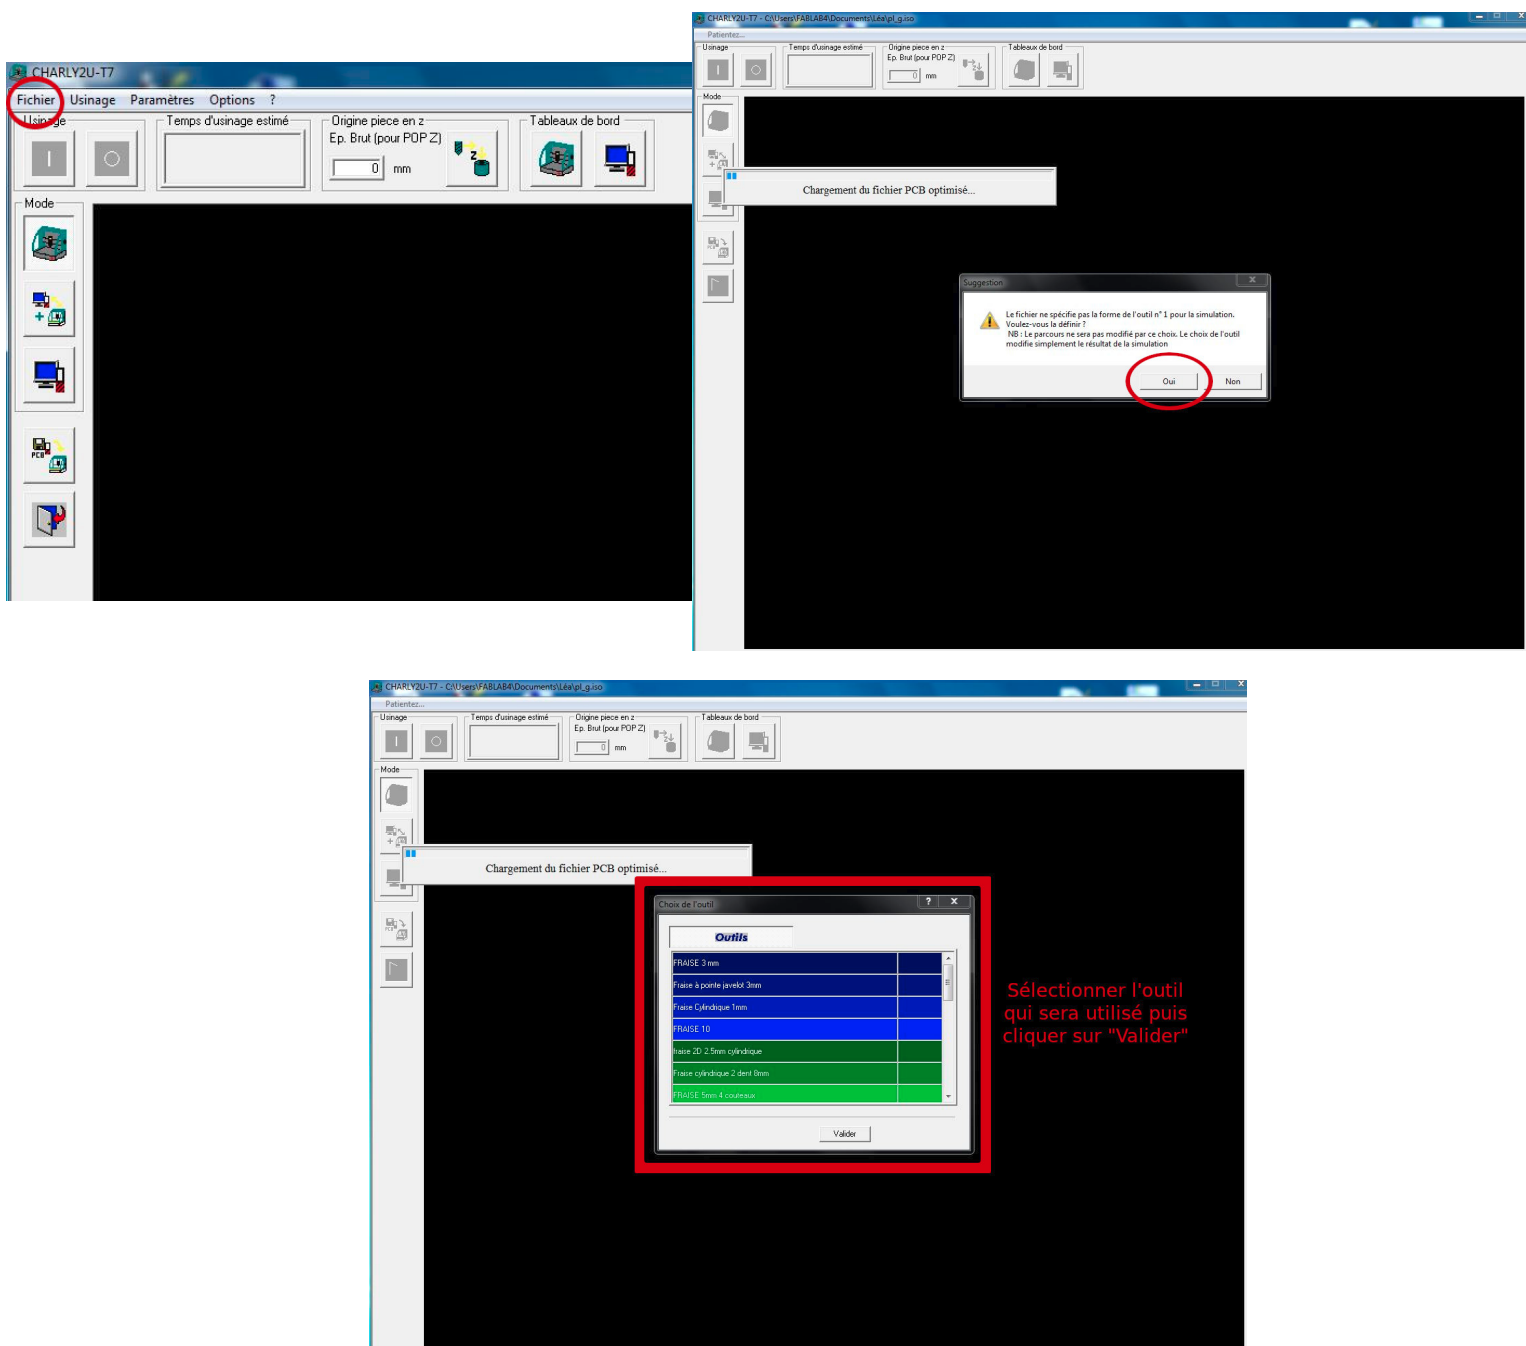 CHARLY2U-T7
Fichier Usinage Paramètres Options ?
Usinage
Temps d'usinage estimé
Origine piece en z
Ep. Brut (pour POP Z)
0 mm
Z
Tableaux de bord
Mode
PCB
CHARLY2U-T7 - C:\Users\FABLAB4\Documents\Léa\pl_g.iso
Patientez...
Usinage
Temps d'usinage estimé
Origine piece en z
Ep. Brut (pour POP Z)
0 mm
Tableaux de bord
Mode
Chargement du fichier PCB optimisé...
Suggestion
Le fichier ne spécifie pas la forme de l'outil n° 1 pour la simulation.
Voulez-vous la définir ?
NB : Le parcours ne sera pas modifié par ce choix. Le choix de l'outil
modifie simplement le résultat de la simulation
Oui Non
CHARLY2U-T7 - C:\Users\FABLAB4\Documents\Léa\pl_g.iso
Patientez...
Usinage
Temps d'usinage estimé
Origine piece en z
Ep. Brut (pour POP Z)
0 mm
Tableaux de bord
Mode
Chargement du fichier PCB optimisé...
Choix de l'outil
Outils
FRAISE 3 mm
Fraise à pointe javelot 3mm
Fraise Cylindrique 1mm
FRAISE 10
fraise 2D 2.5mm cylindrique
Fraise cylindrique 2 dent 8mm
FRAISE 5mm 4 couteaux
Valider
Sélectionner l'outil
qui sera utilisé puis
cliquer sur "Valider"